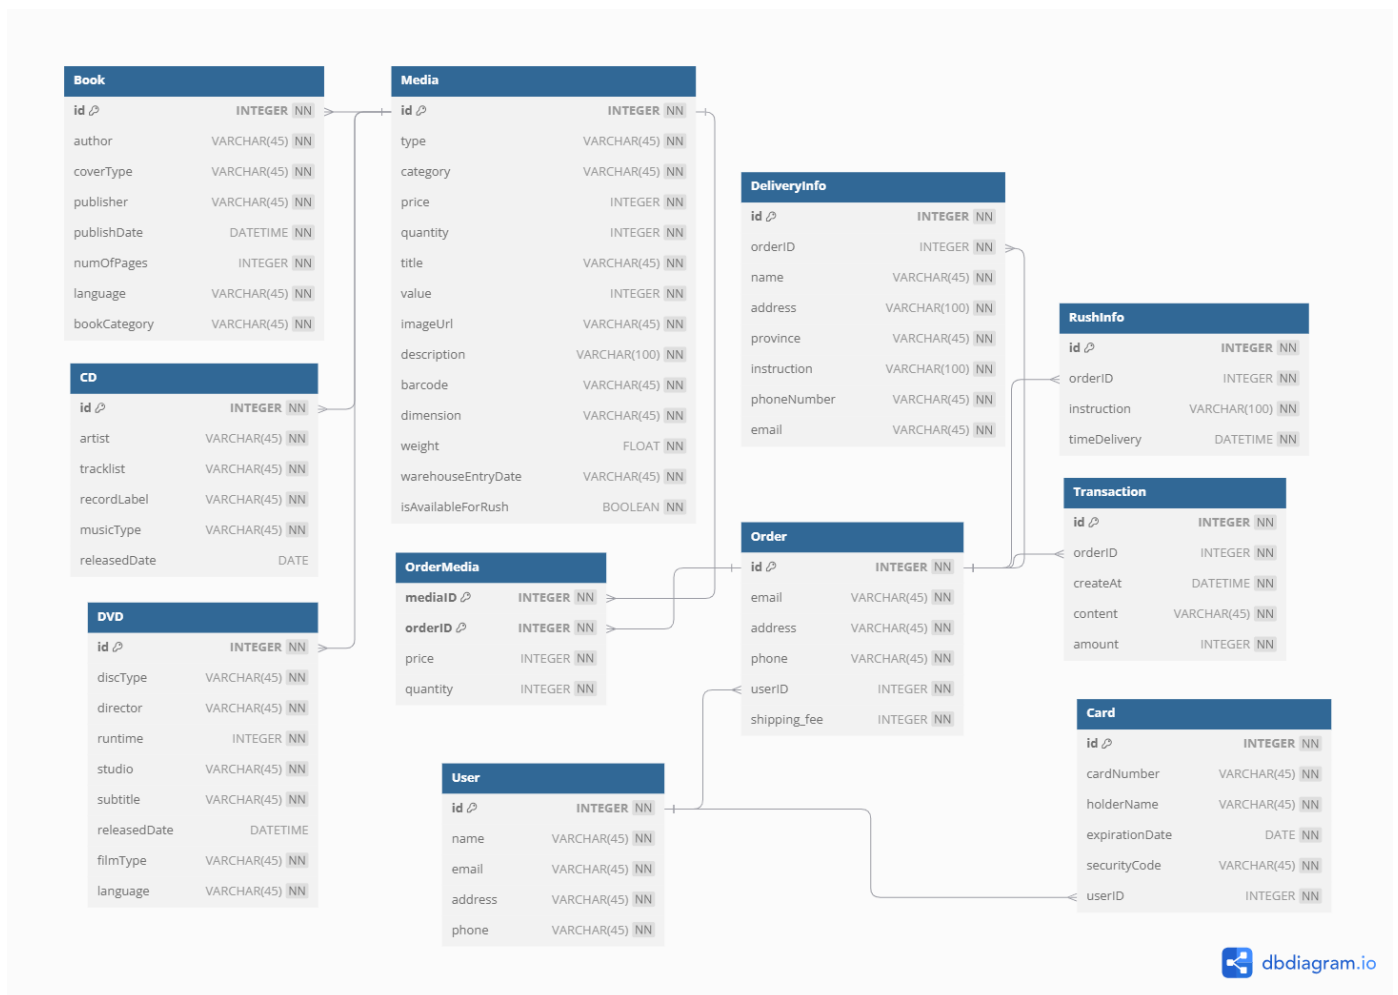 Book
id INTEGER NN
author VARCHAR(45) NN
coverType VARCHAR(45) NN
publisher VARCHAR(45) NN
publishDate DATETIME NN
numOfPages INTEGER NN
language VARCHAR(45) NN
bookCategory VARCHAR(45) NN
CD
id INTEGER NN
artist VARCHAR(45) NN
tracklist VARCHAR(45) NN
recordLabel VARCHAR(45) NN
musicType VARCHAR(45) NN
releasedDate DATE
DVD
id INTEGER NN
discType VARCHAR(45) NN
director VARCHAR(45) NN
runtime INTEGER NN
studio VARCHAR(45) NN
subtitle VARCHAR(45) NN
releasedDate DATETIME
filmType VARCHAR(45) NN
language VARCHAR(45) NN
Media
id INTEGER NN
type VARCHAR(45) NN
category VARCHAR(45) NN
price INTEGER NN
quantity INTEGER NN
title VARCHAR(45) NN
value INTEGER NN
imageUrl VARCHAR(45) NN
description VARCHAR(100) NN
barcode VARCHAR(45) NN
dimension VARCHAR(45) NN
weight FLOAT NN
warehouseEntryDate VARCHAR(45) NN
isAvailableForRush BOOLEAN NN
OrderMedia
mediaID INTEGER NN
orderID INTEGER NN
price INTEGER NN
quantity INTEGER NN
User
id INTEGER NN
name VARCHAR(45) NN
email VARCHAR(45) NN
address VARCHAR(45) NN
phone VARCHAR(45) NN
DeliveryInfo
id INTEGER NN
orderID INTEGER NN
name VARCHAR(45) NN
address VARCHAR(100) NN
province VARCHAR(45) NN
instruction VARCHAR(100) NN
phoneNumber VARCHAR(45) NN
email VARCHAR(45) NN
Order
id INTEGER NN
email VARCHAR(45) NN
address VARCHAR(45) NN
phone VARCHAR(45) NN
userID INTEGER NN
shipping_fee INTEGER NN
RushInfo
id INTEGER NN
orderID INTEGER NN
instruction VARCHAR(100) NN
timeDelivery DATETIME NN
Transaction
id INTEGER NN
orderID INTEGER NN
createAt DATETIME NN
content VARCHAR(45) NN
amount INTEGER NN
Card
id INTEGER NN
cardNumber VARCHAR(45) NN
holderName VARCHAR(45) NN
expirationDate DATE NN
securityCode VARCHAR(45) NN
userID INTEGER NN
dbdiagram.io